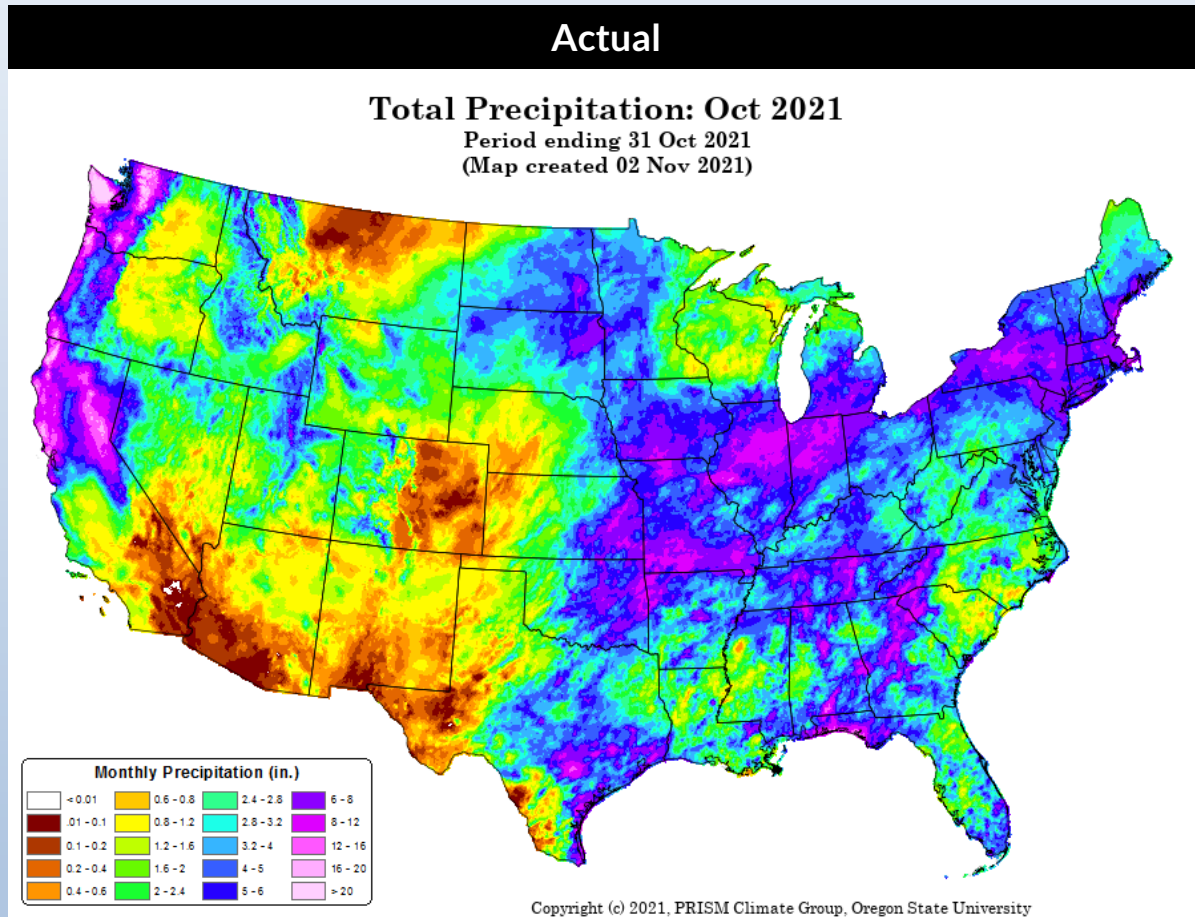 Actual
Total Precipitation: Oct 2021
Period ending 31 Oct 2021
(Map created 02 Nov 2021)
Monthly Precipitation (in.)
< 0.01
.01 - 0.1
0.1 - 0.2
0.2 - 0.4
0.4 - 0.6
0.6 - 0.8
0.8 - 1.2
1.2 - 1.6
1.6 - 2
2 - 2.4
2.4 - 2.8
2.8 - 3.2
3.2 - 4
4 - 5
5 - 6
6 - 8
8 - 12
12 - 16
16 - 20
> 20
Copyright (c) 2021, PRISM Climate Group, Oregon State University